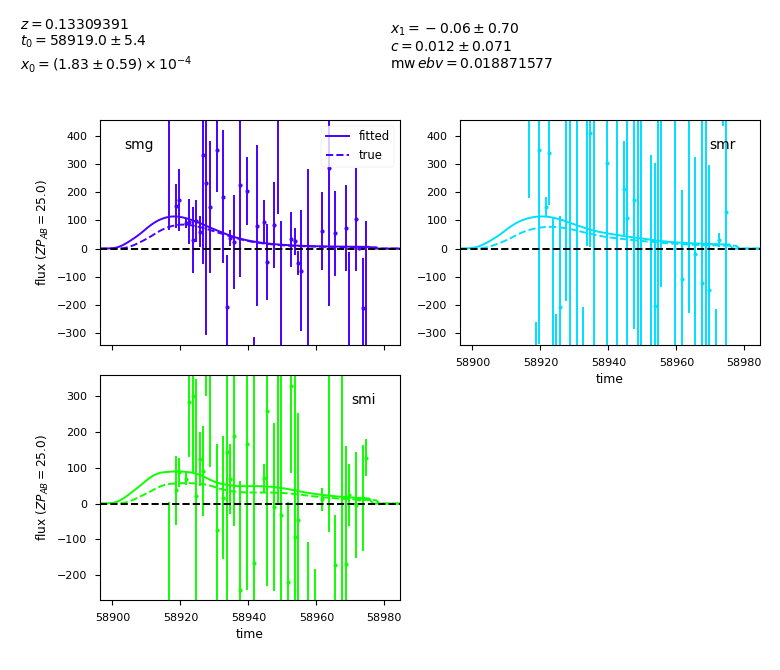 z = 0.13309391
t₀ = 58919.0 ± 5.4
x₀ = (1.83 ± 0.59) × 10⁻⁴
x₁ = −0.06 ± 0.70
c = 0.012 ± 0.071
mw ebv = 0.018871577
smg
fitted
true
400
300
200
100
0
−100
−200
−300
flux (ZP_AB = 25.0)
smr
400
300
200
100
0
−100
−200
−300
58900 58920 58940 58960 58980
time
smi
300
200
100
0
−100
−200
flux (ZP_AB = 25.0)
58900 58920 58940 58960 58980
time